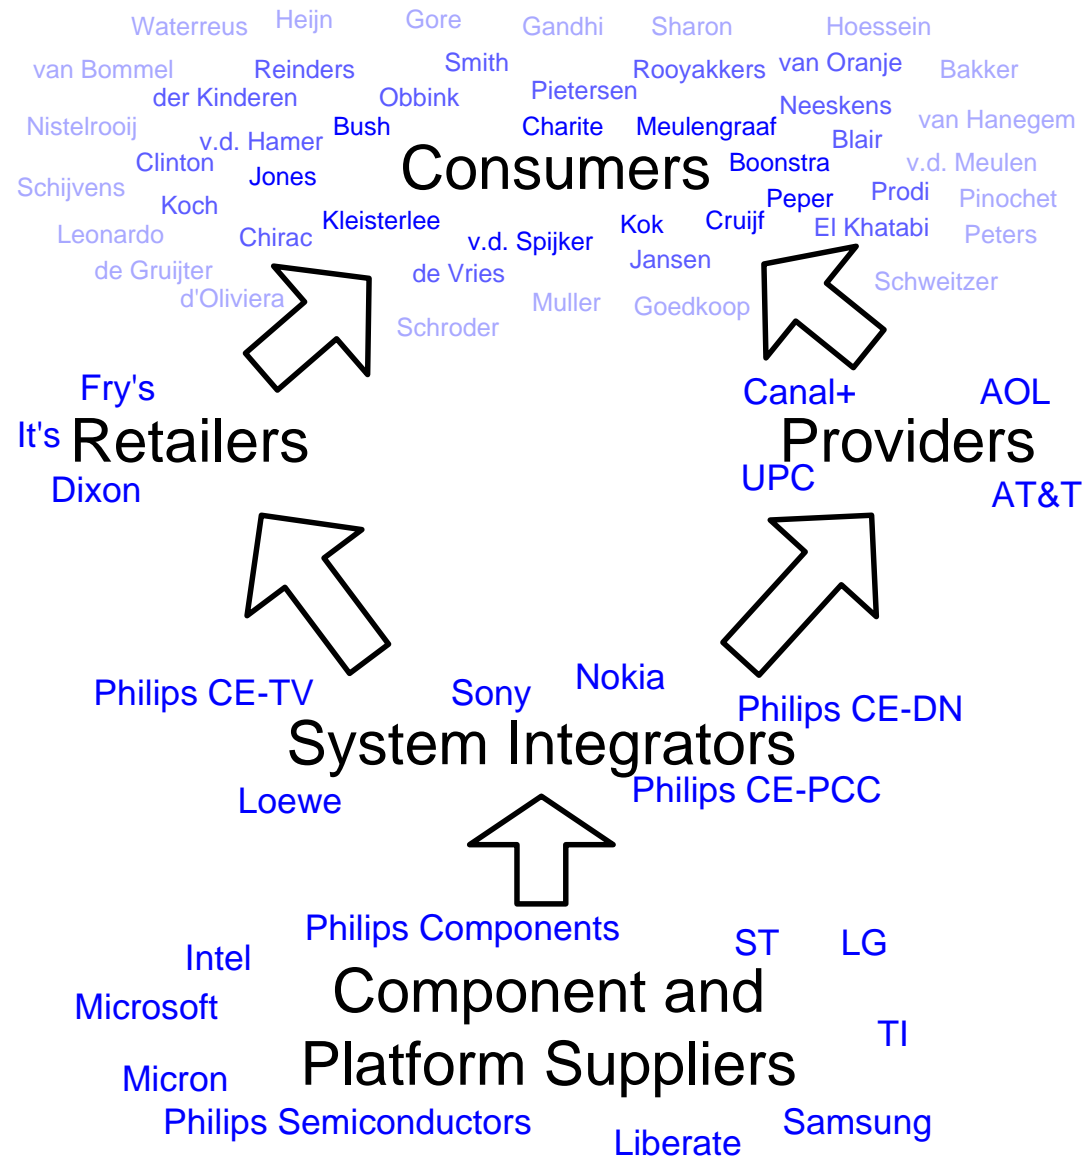 Waterreus Heijn Gore Gandhi Sharon Hoessein
van Bommel Reinders Smith Rooyakkers van Oranje Bakker
der Kinderen Obbink Pietersen Neeskens
Nistelrooij v.d. Hamer Bush Charite Meulengraaf Blair van Hanegem
Clinton Jones Consumers Boonstra v.d. Meulen
Schijvens Koch Peper Prodi Pinochet
Leonardo Chirac Kleisterlee v.d. Spijker Kok Cruijf El Khatabi Peters
de Gruijter de Vries Jansen Schweitzer
d'Oliviera Schroder Muller Goedkoop
Fry's Canal+ AOL
It's Retailers Providers
Dixon UPC AT&T
Philips CE-TV Sony Nokia Philips CE-DN
System Integrators
Loewe Philips CE-PCC
Philips Components ST LG
Intel
Microsoft Component and
TI
Micron Platform Suppliers
Philips Semiconductors Liberate Samsung